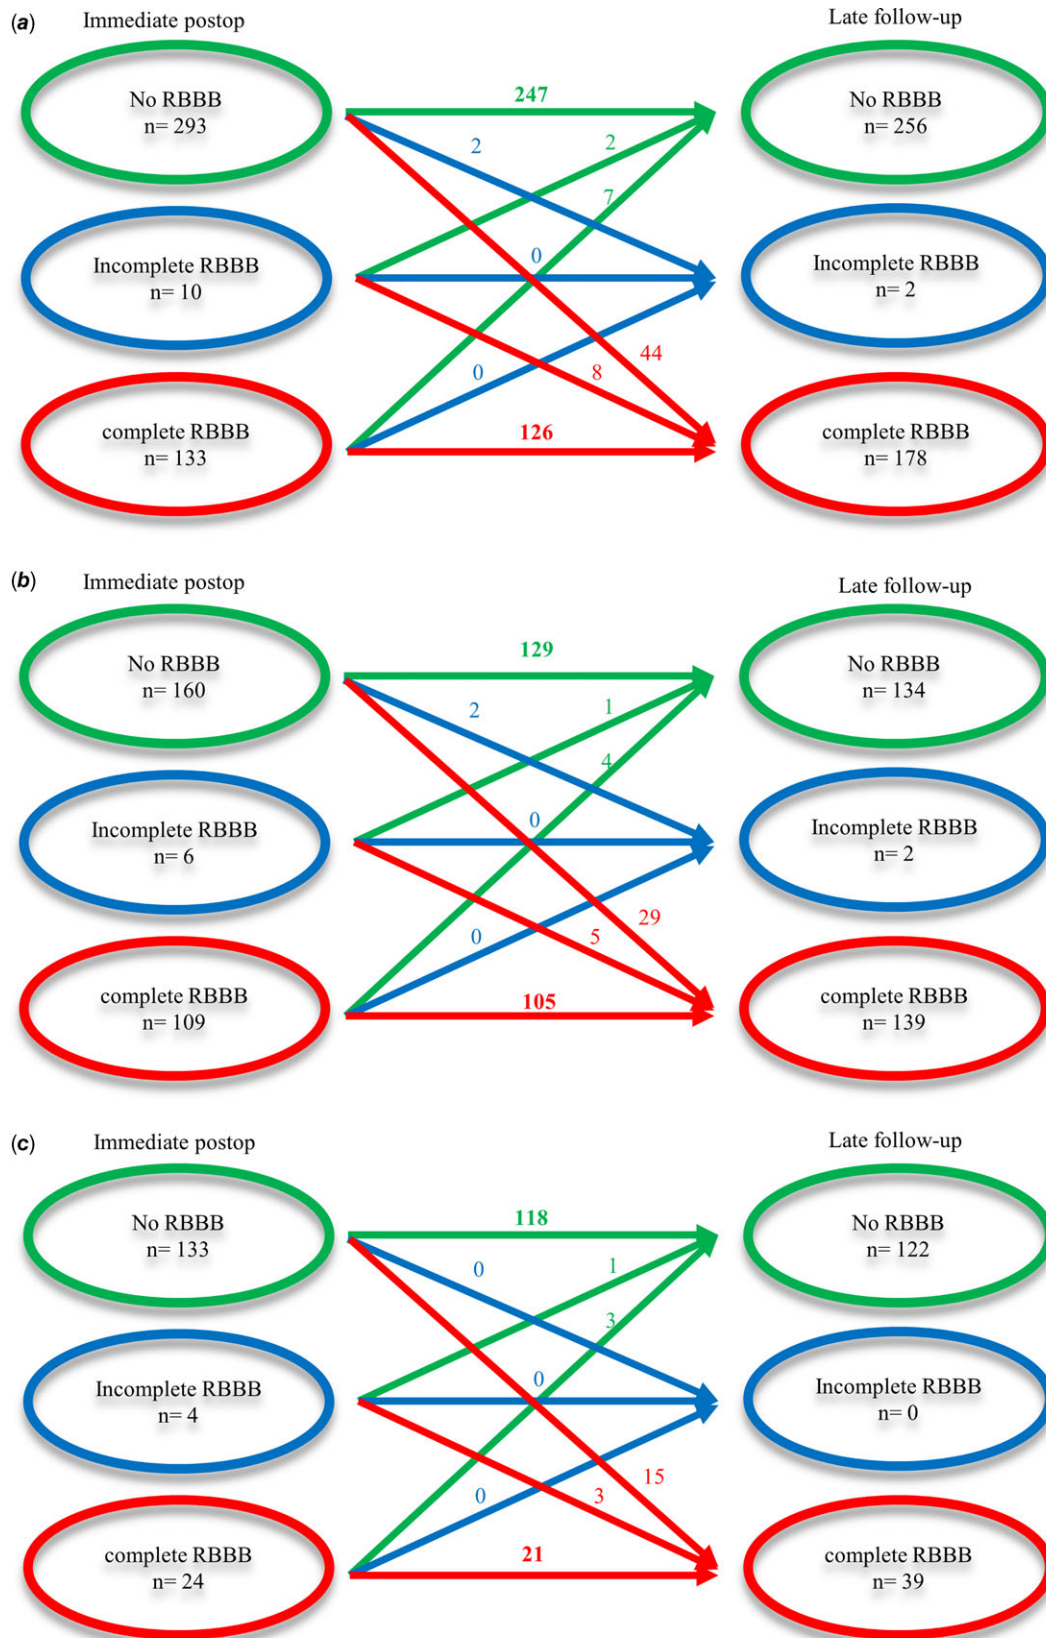 (a)
Immediate postop
Late follow-up
No RBBB
n= 293
247
No RBBB
n= 256
2
2
7
Incomplete RBBB
n= 10
0
Incomplete RBBB
n= 2
0
8
44
complete RBBB
n= 133
126
complete RBBB
n= 178
(b)
Immediate postop
Late follow-up
No RBBB
n= 160
129
No RBBB
n= 134
2
1
4
Incomplete RBBB
n= 6
0
Incomplete RBBB
n= 2
0
5
29
complete RBBB
n= 109
105
complete RBBB
n= 139
(c)
Immediate postop
Late follow-up
No RBBB
n= 133
118
No RBBB
n= 122
0
1
3
Incomplete RBBB
n= 4
0
Incomplete RBBB
n= 0
0
3
15
complete RBBB
n= 24
21
complete RBBB
n= 39